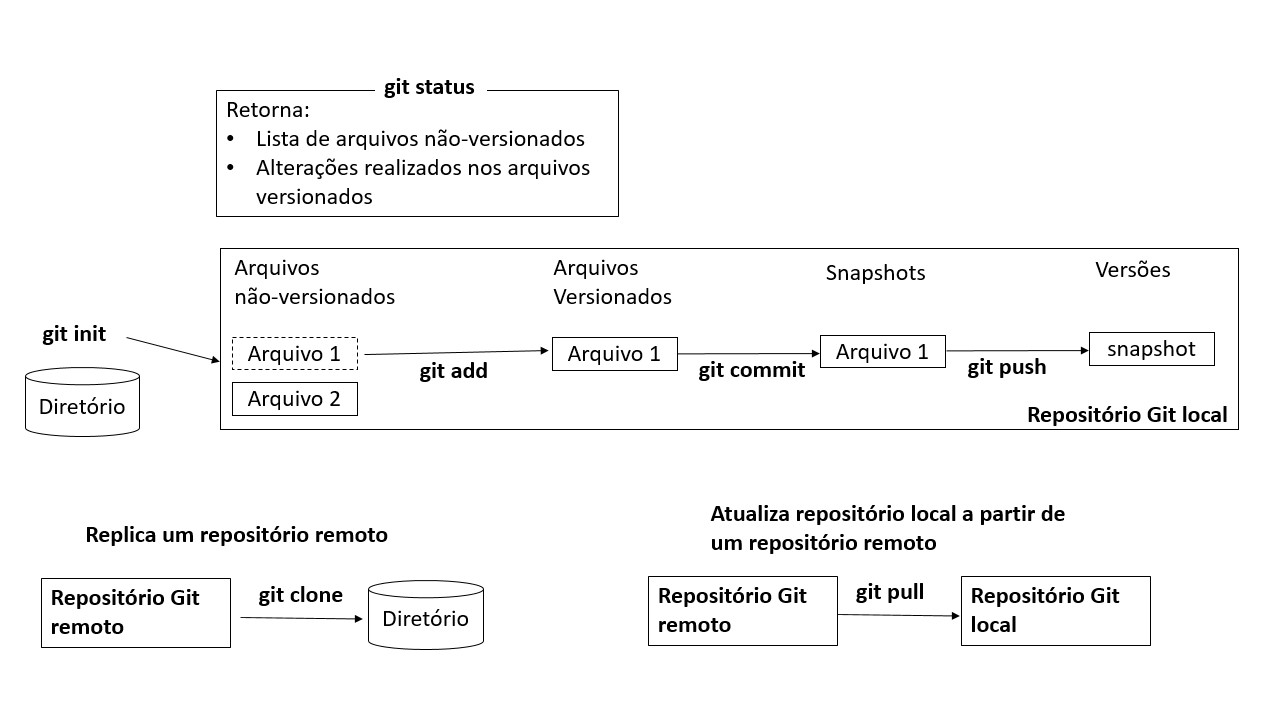 git status
Retorna:
• Lista de arquivos não-versionados
• Alterações realizados nos arquivos
versionados
Arquivos
não-versionados
Arquivos
Versionados
Snapshots
Versões
git init
Diretório
Arquivo 1
Arquivo 2
git add
Arquivo 1
git commit
Arquivo 1
git push
snapshot
Repositório Git local
Replica um repositório remoto
Repositório Git
remoto
git clone
Diretório
Atualiza repositório local a partir de
um repositório remoto
Repositório Git
remoto
git pull
Repositório Git
local